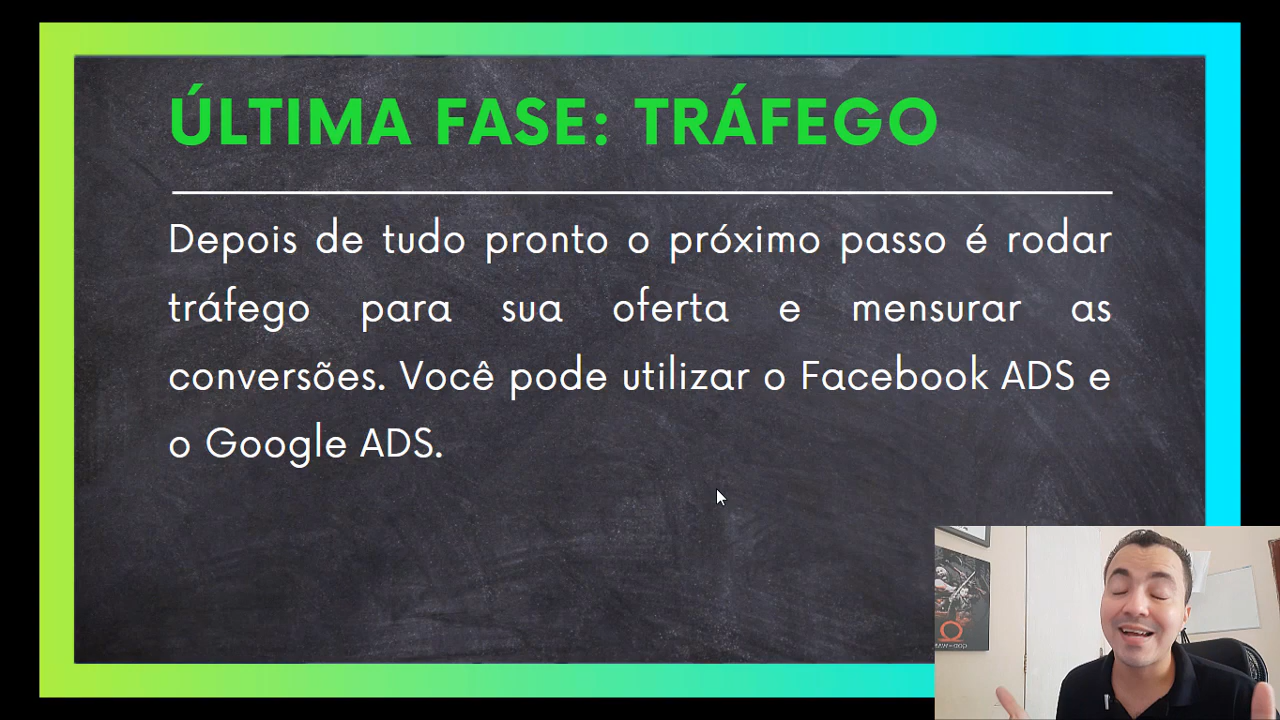 ÚLTIMA FASE: TRÁFEGO
Depois de tudo pronto o próximo passo é rodar
tráfego para sua oferta e mensurar as
conversões. Você pode utilizar o Facebook ADS e
o Google ADS.